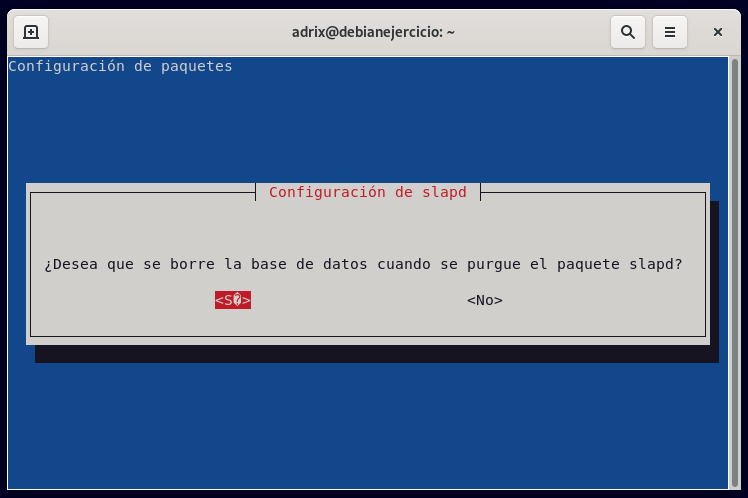 adrix@debianejercicio: ~
Configuración de paquetes
Configuración de slapd
¿Desea que se borre la base de datos cuando se purgue el paquete slapd?
<S�> <No>